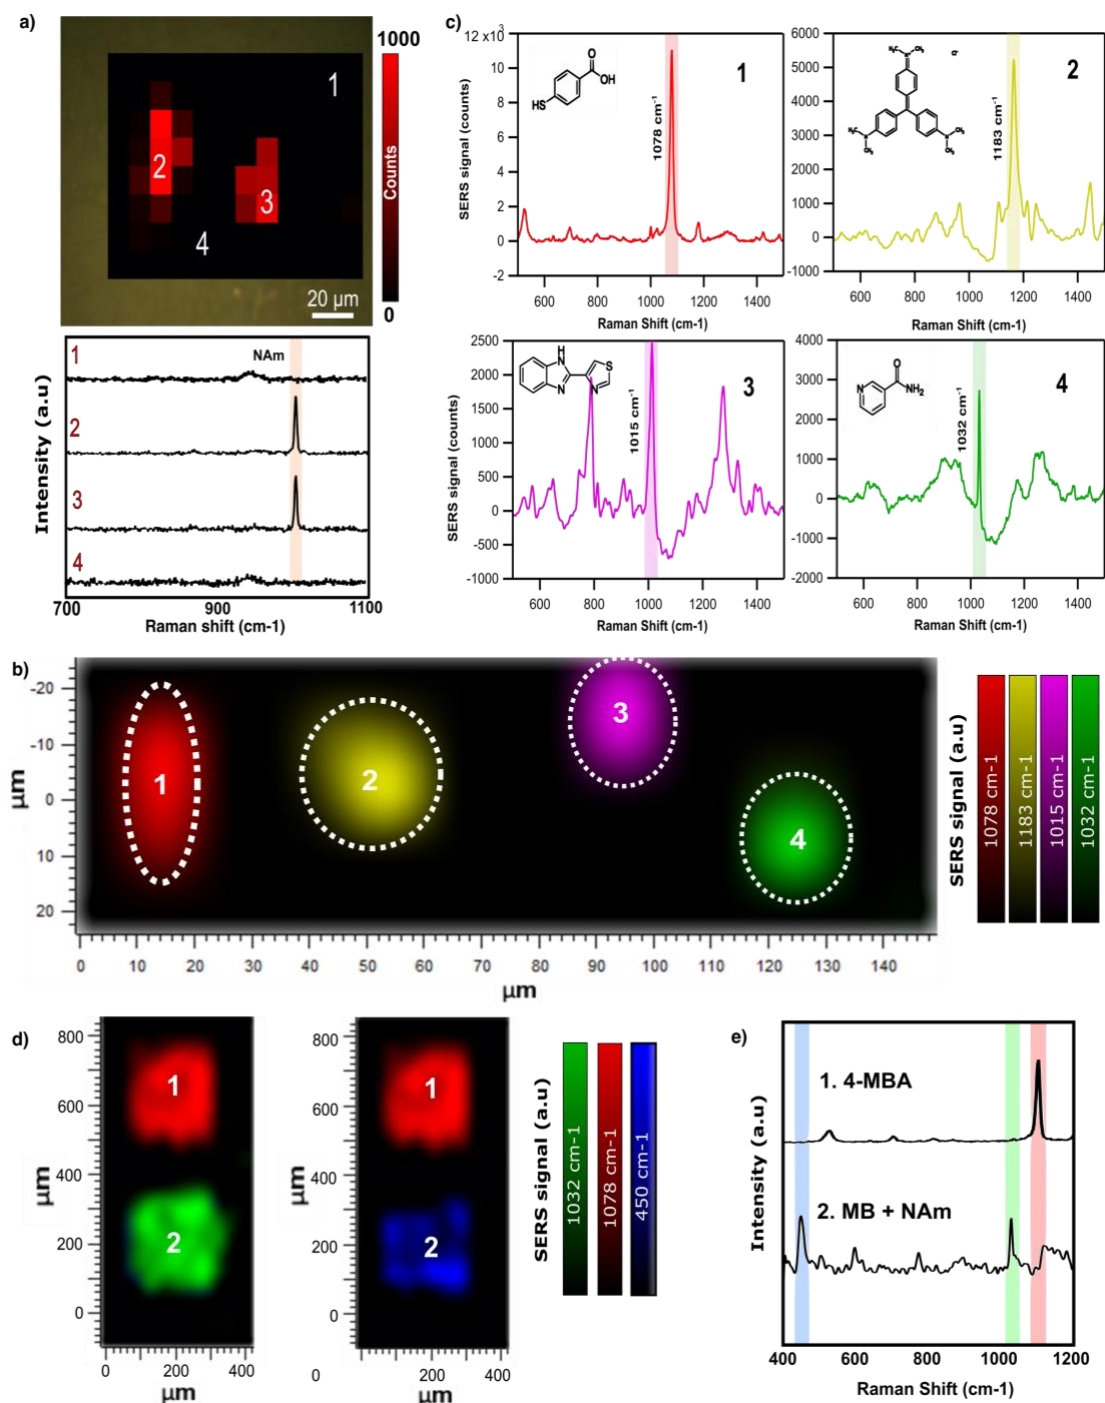 a)
1
2
3
4
20 µm
1000
Counts
0
1
NAm
2
3
4
Intensity (a.u)
700
900
1100
Raman shift (cm-1)
c)
12 x10³
10
8
6
4
2
0
-2
SERS signal (counts)
O
OH
HS
1078 cm⁻¹
1
600
800
1000
1200
1400
Raman Shift (cm-1)
6000
5000
4000
3000
2000
1000
0
-1000
1183 cm⁻¹
2
600
800
1000
1200
1400
Raman Shift (cm-1)
2500
2000
1500
1000
500
0
-500
-1000
SERS signal (counts)
H
N
S
N
N
1015 cm⁻¹
3
600
800
1000
1200
1400
Raman Shift (cm-1)
4000
3000
2000
1000
0
-1000
-2000
O
N
NH₂
1032 cm⁻¹
4
600
800
1000
1200
1400
Raman Shift (cm-1)
b)
-20
-10
0
10
20
µm
1
2
3
4
0
10
20
30
40
50
60
70
80
90
100
110
120
130
140
µm
SERS signal (a.u)
1078 cm-1
1183 cm-1
1015 cm-1
1032 cm-1
d)
800
600
400
200
0
µm
1
2
0
200
400
µm
800
600
400
200
0
µm
1
2
0
200
400
µm
SERS signal (a.u)
1032 cm-1
1078 cm-1
450 cm-1
e)
Intensity (a.u)
1. 4-MBA
2. MB + NAm
400
600
800
1000
1200
Raman Shift (cm-1)